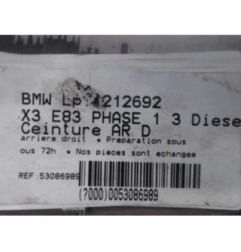 BMW Lp:1212692
X3 E83 PHASE 1 3 Diese
Ceinture AR D
arriere droit • Preparation sous
ous 72h • Nos pieces sont echangee
REF 53086989
(7000)0053086989